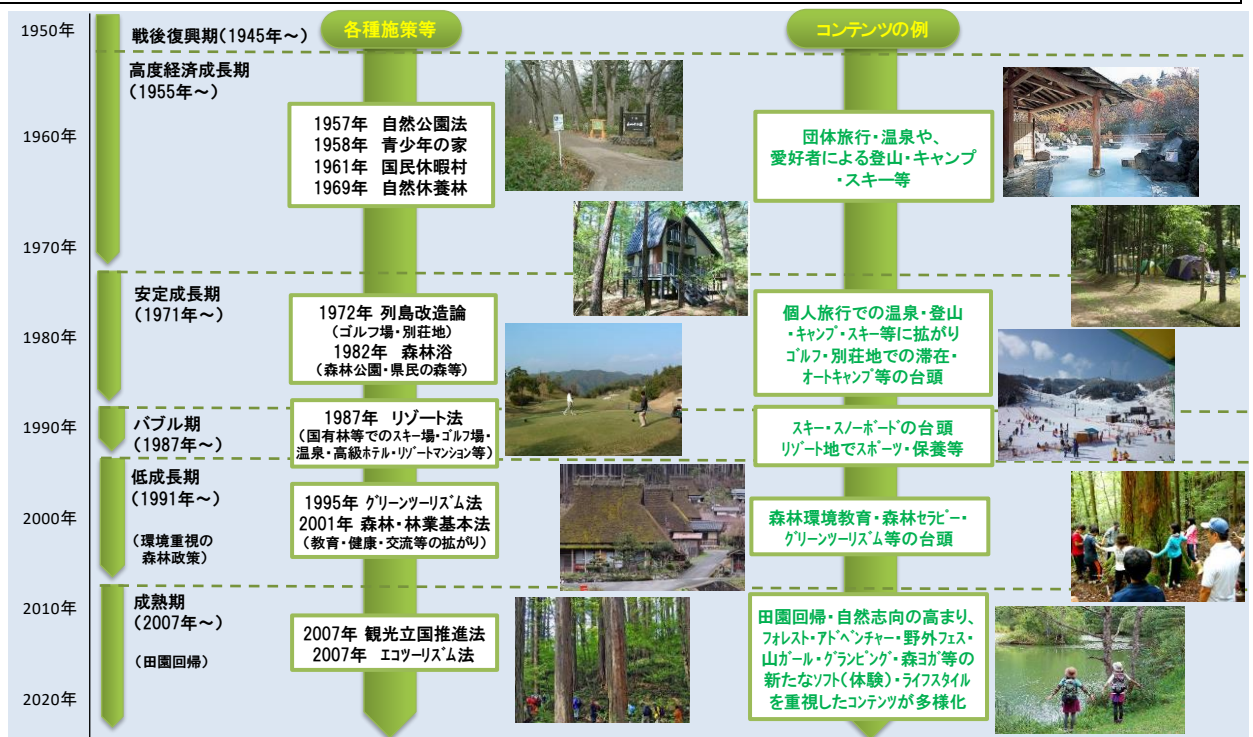 1950年
1960年
1970年
1980年
1990年
2000年
2010年
2020年
戦後復興期(1945年~)
高度経済成長期
(1955年~)
安定成長期
(1971年~)
バブル期
(1987年~)
低成長期
(1991年~)
(環境重視の
森林政策)
成熟期
(2007年~)
(田園回帰)
各種施策等
1957年 自然公園法
1958年 青少年の家
1961年 国民休暇村
1969年 自然休養林
1972年 列島改造論
(ゴルフ場・別荘地)
1982年 森林浴
(森林公園・県民の森等)
1987年 リゾート法
(国有林等でのスキー場・ゴルフ場・
温泉・高級ホテル・リゾートマンション等)
1995年 グリーンツーリズム法
2001年 森林・林業基本法
(教育・健康・交流等の拡がり)
2007年 観光立国推進法
2007年 エコツーリズム法
コンテンツの例
団体旅行・温泉や、
愛好者による登山・キャンプ
・スキー等
個人旅行での温泉・登山
・キャンプ・スキー等に拡がり
ゴルフ・別荘地での滞在・
オートキャンプ等の台頭
スキー・スノーボードの台頭
リゾート地でスポーツ・保養等
森林環境教育・森林セラピー・
グリーンツーリズム等の台頭
田園回帰・自然志向の高まり、
フォレスト・アドベンチャー・野外フェス・
山ガール・グランピング・森ヨガ等の
新たなソフト(体験)・ライフスタイル
を重視したコンテンツが多様化